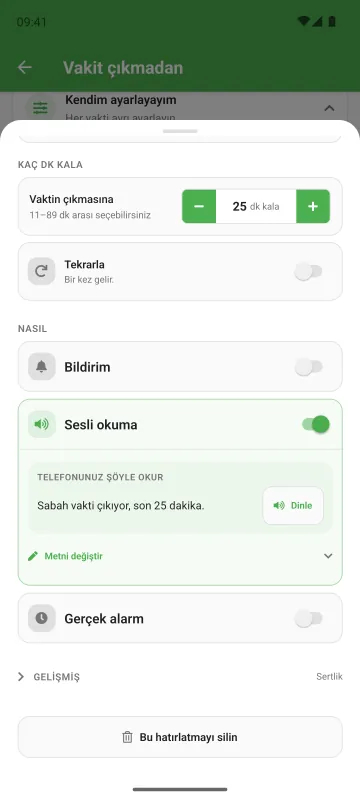 09:41
Vakit çıkmadan
Kendim ayarlayayım
Her vakti ayrı ayarlayın
KAÇ DK KALA
Vaktin çıkmasına
11–89 dk arası seçebilirsiniz
− 25 dk kala +
Tekrarla
Bir kez gelir.
NASIL
Bildirim
Sesli okuma
TELEFONUNUZ ŞÖYLE OKUR
Sabah vakti çıkıyor, son 25 dakika.
Dinle
Metni değiştir
Gerçek alarm
GELİŞMİŞ
Sertlik
Bu hatırlatmayı silin